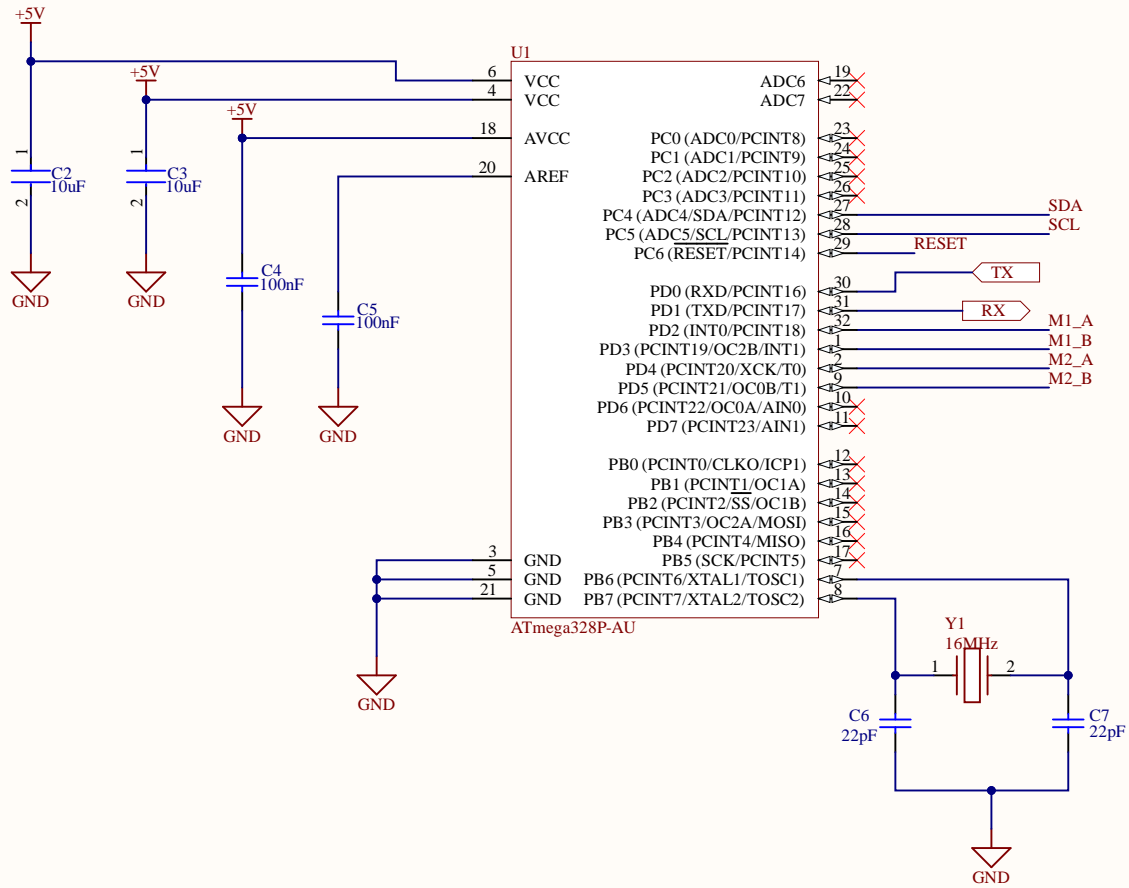 +5V
U1
+5V
6 VCC
4 VCC
+5V
18 AVCC
20 AREF
1
C2
10uF
2
GND
1
C3
10uF
2
GND
C4
100nF
GND
C5
100nF
GND
3 GND
5 GND
21 GND
GND
ADC6 19
ADC7 22
PC0 (ADC0/PCINT8) 23
PC1 (ADC1/PCINT9) 24
PC2 (ADC2/PCINT10) 25
PC3 (ADC3/PCINT11) 26
PC4 (ADC4/SDA/PCINT12) 27 SDA
PC5 (ADC5/SCL/PCINT13) 28 SCL
PC6 (RESET/PCINT14) 29 RESET
PD0 (RXD/PCINT16) 30 TX
PD1 (TXD/PCINT17) 31 RX
PD2 (INT0/PCINT18) 32 M1_A
PD3 (PCINT19/OC2B/INT1) 1 M1_B
PD4 (PCINT20/XCK/T0) 2 M2_A
PD5 (PCINT21/OC0B/T1) 9 M2_B
PD6 (PCINT22/OC0A/AIN0) 10
PD7 (PCINT23/AIN1) 11
PB0 (PCINT0/CLKO/ICP1) 12
PB1 (PCINT1/OC1A) 13
PB2 (PCINT2/SS/OC1B) 14
PB3 (PCINT3/OC2A/MOSI) 15
PB4 (PCINT4/MISO) 16
PB5 (SCK/PCINT5) 17
PB6 (PCINT6/XTAL1/TOSC1) 7
PB7 (PCINT7/XTAL2/TOSC2) 8
ATmega328P-AU
Y1
16MHz
1 2
C6
22pF
C7
22pF
GND